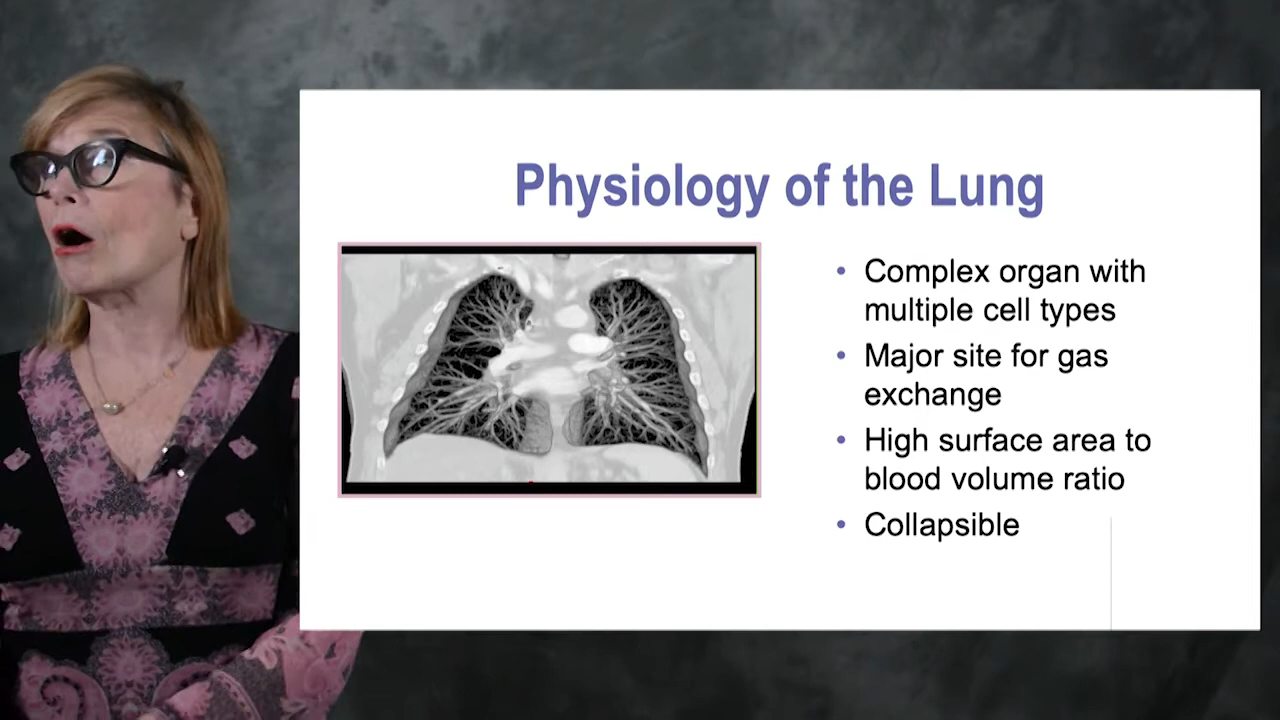 Physiology of the Lung
• Complex organ with
multiple cell types
• Major site for gas
exchange
• High surface area to
blood volume ratio
• Collapsible